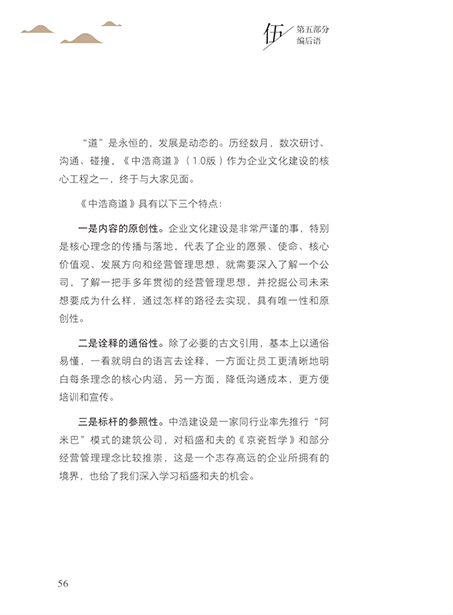 伍
第五部分
编后语
“道”是永恒的，发展是动态的。历经数月，数次研讨、
沟通、碰撞，《中浩商道》（1.0版）作为企业文化建设的核
心工程之一，终于与大家见面。
《中浩商道》具有以下三个特点：
一是内容的原创性。企业文化建设是非常严谨的事，特别
是核心理念的传播与落地，代表了企业的愿景、使命、核心
价值观、发展方向和经营管理思想，就需要深入了解一个公
司，了解一把手多年贯彻的经营管理思想，并挖掘公司未来
想要成为什么样，通过怎样的路径去实现，具有唯一性和原
创性。
二是诠释的通俗性。除了必要的古文引用，基本上以通俗
易懂，一看就明白的语言去诠释，一方面让员工更清晰地明
白每条理念的核心内涵，另一方面，降低沟通成本，更方便
培训和宣传。
三是标杆的参照性。中浩建设是一家同行业率先推行“阿
米巴”模式的建筑公司，对稻盛和夫的《京瓷哲学》和部分
经营管理理念比较推崇，这是一个志存高远的企业所拥有的
境界，也给了我们深入学习稻盛和夫的机会。
56